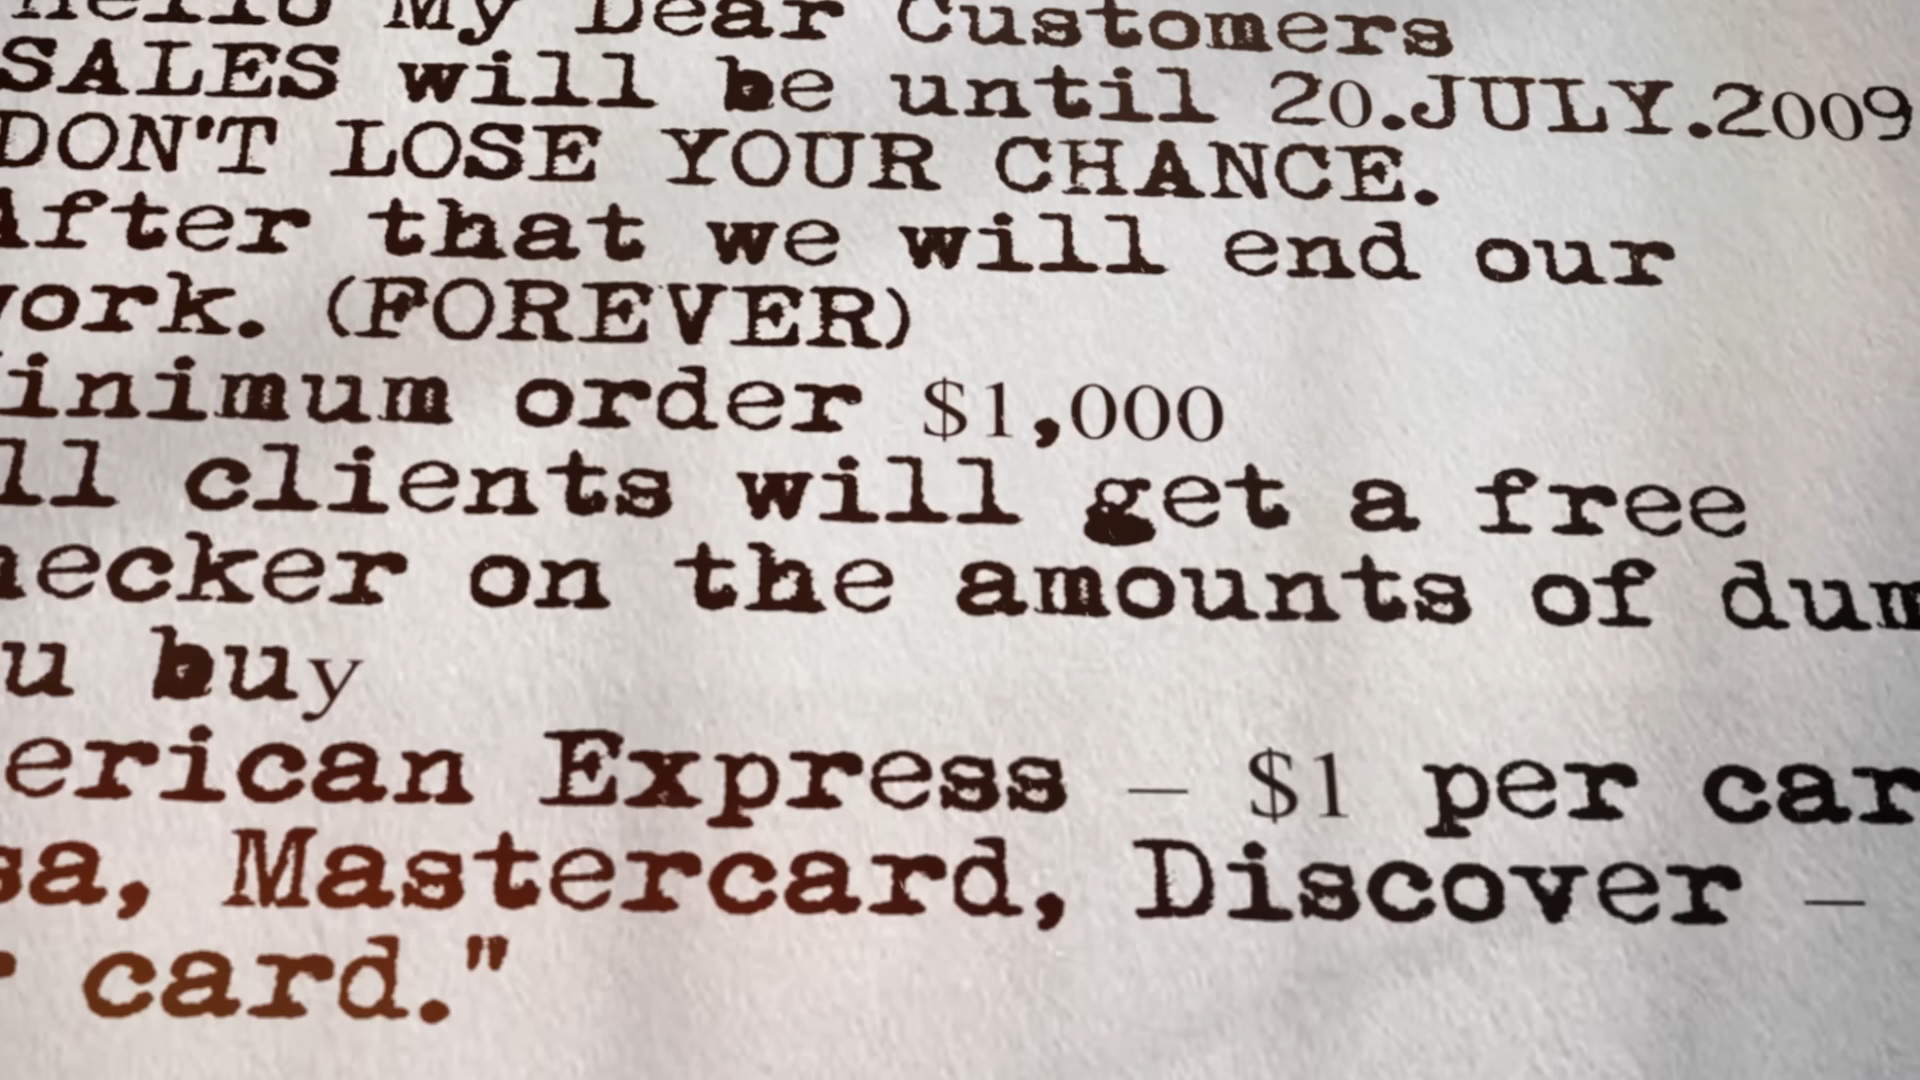 Hello My Dear Customers
SALES will be until 20.JULY.2009
DON'T LOSE YOUR CHANCE.
After that we will end our
work. (FOREVER)
inimum order $1,000
ll clients will get a free
hecker on the amounts of dum
u buy
erican Express – $1 per car
sa, Mastercard, Discover –
r card."